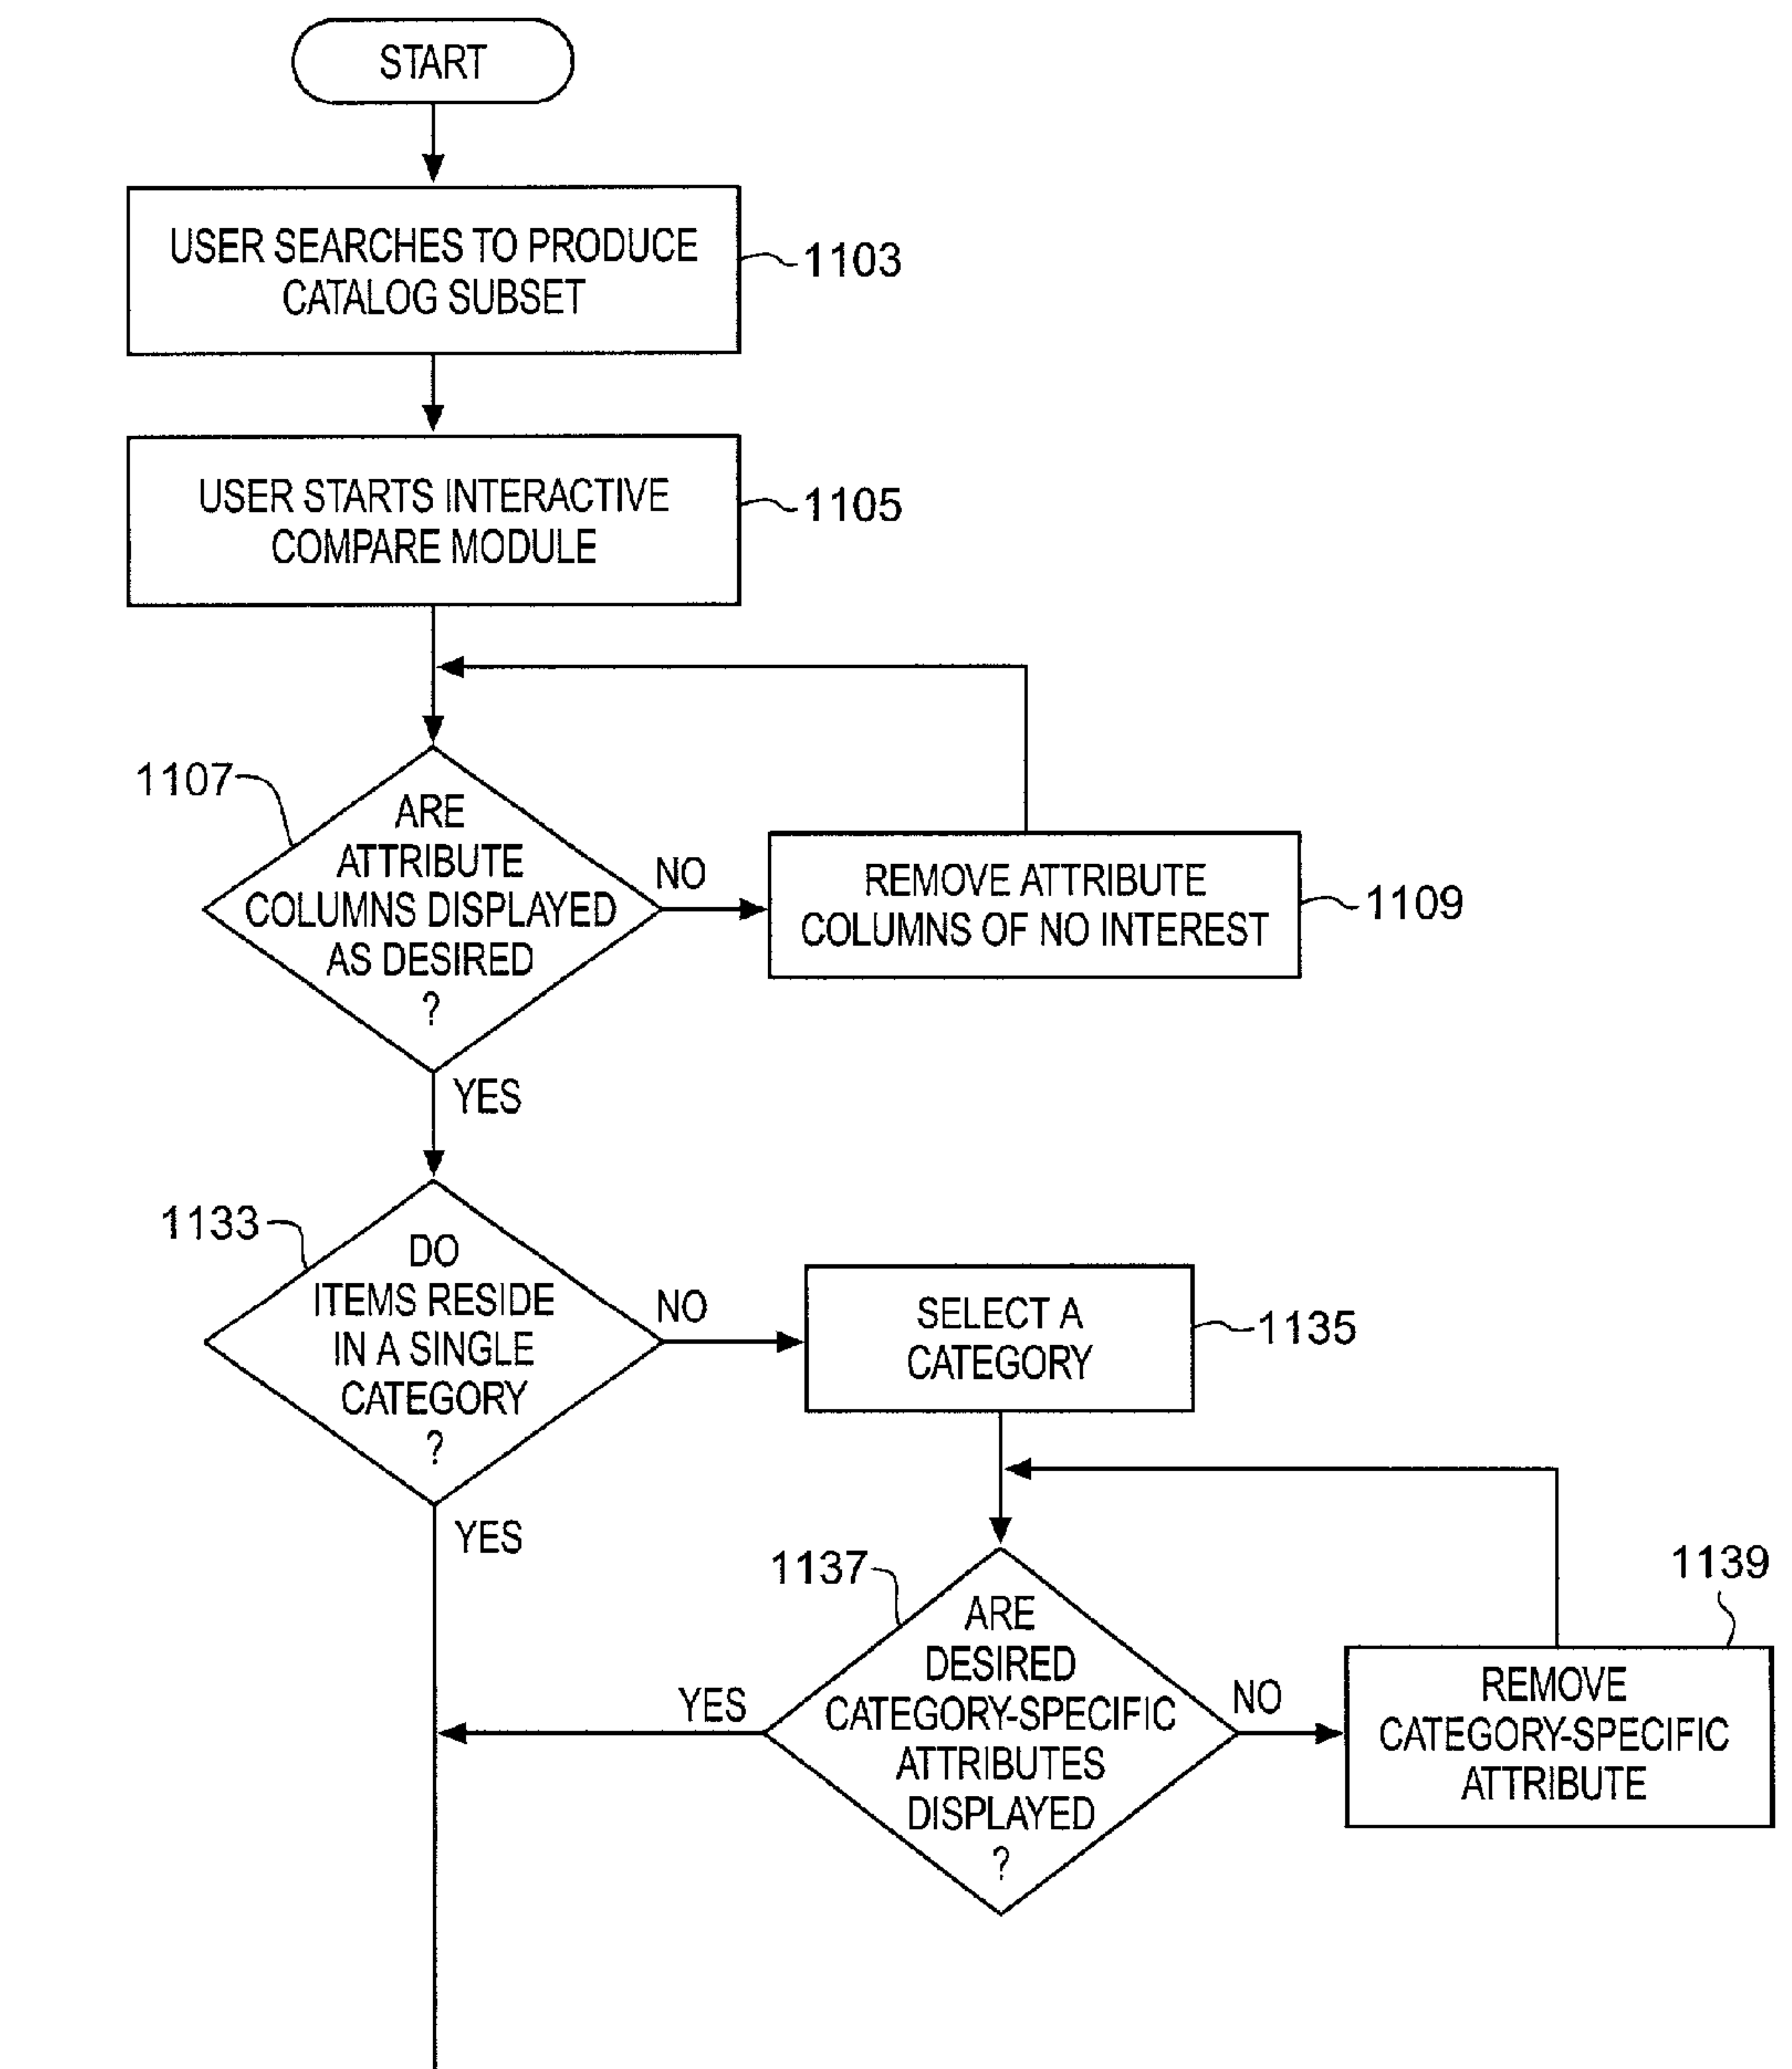 START
USER SEARCHES TO PRODUCE
CATALOG SUBSET
1103
USER STARTS INTERACTIVE
COMPARE MODULE
1105
1107
ARE
ATTRIBUTE
COLUMNS DISPLAYED
AS DESIRED
?
NO
REMOVE ATTRIBUTE
COLUMNS OF NO INTEREST
1109
YES
1133
DO
ITEMS RESIDE
IN A SINGLE
CATEGORY
?
NO
SELECT A
CATEGORY
1135
YES
1137
ARE
DESIRED
CATEGORY-SPECIFIC
ATTRIBUTES
DISPLAYED
?
YES
NO
1139
REMOVE
CATEGORY-SPECIFIC
ATTRIBUTE